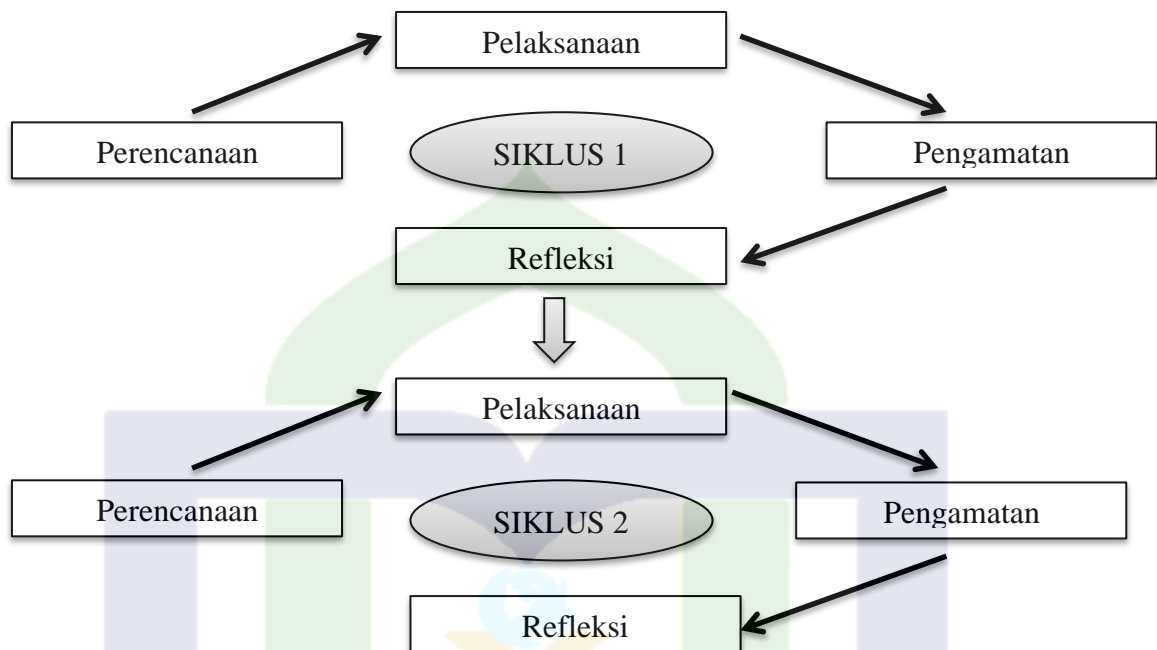 Pelaksanaan
Perencanaan
SIKLUS 1
Pengamatan
Refleksi
Pelaksanaan
Perencanaan
SIKLUS 2
Pengamatan
Refleksi